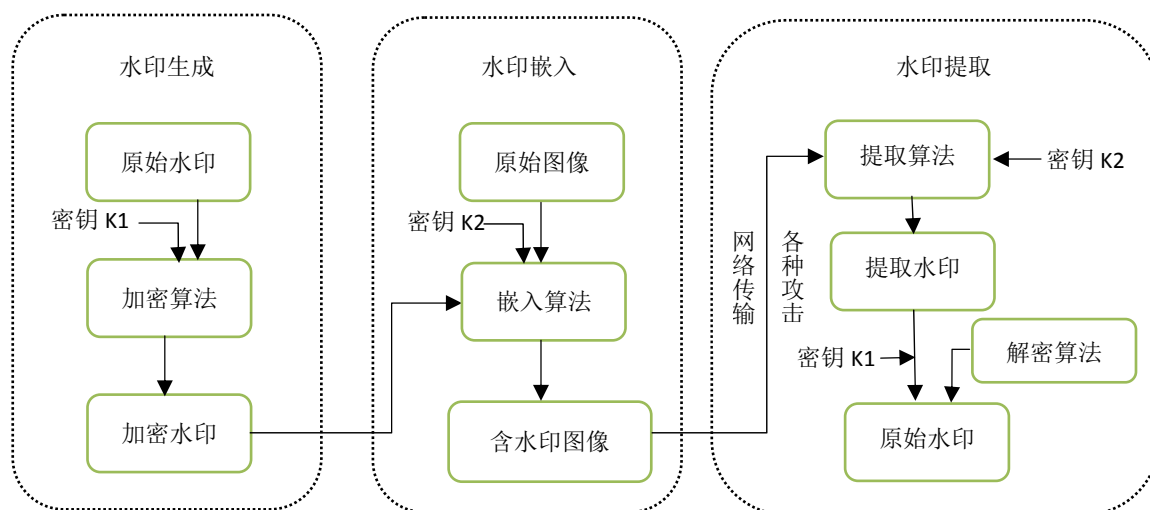 水印生成
原始水印
密钥 K1
加密算法
加密水印
水印嵌入
原始图像
密钥 K2
嵌入算法
含水印图像
网络传输
各种攻击
水印提取
提取算法
密钥 K2
提取水印
密钥 K1
解密算法
原始水印